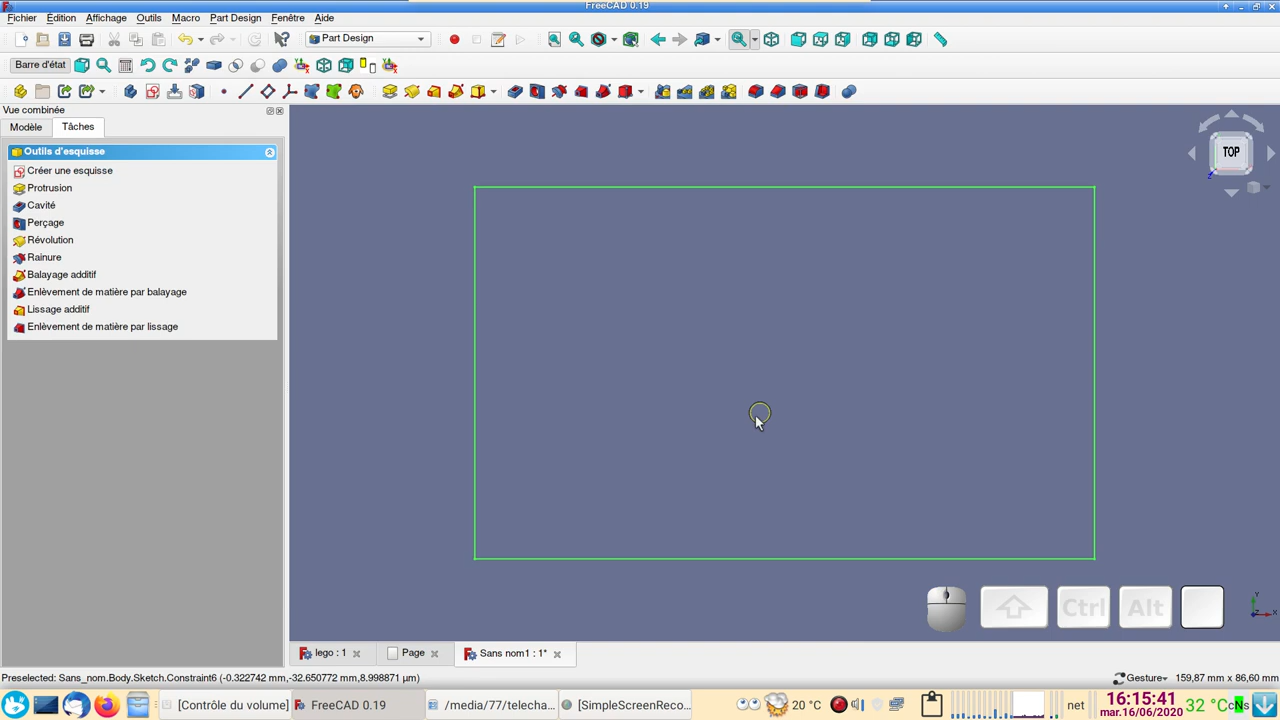 FreeCAD 0.19
Fichier Édition Affichage Outils Macro Part Design Fenêtre Aide
Part Design
Barre d'état
Vue combinée
Modèle Tâches
Outils d'esquisse
Créer une esquisse
Protrusion
Cavité
Perçage
Révolution
Rainure
Balayage additif
Enlèvement de matière par balayage
Lissage additif
Enlèvement de matière par lissage
TOP
Ctrl Alt
Y
X
Z
lego : 1 Page Sans nom1 : 1*
Preselected: Sans_nom.Body.Sketch.Constraint6 (-0.322742 mm,-32.650772 mm,8.998871 µm) Gesture 159,87 mm x 86,60 mm
[Contrôle du volume] FreeCAD 0.19 /media/77/telecha... [SimpleScreenReco... 20 °C net 16:15:41 mar.16/06/2020 32 °C cNs